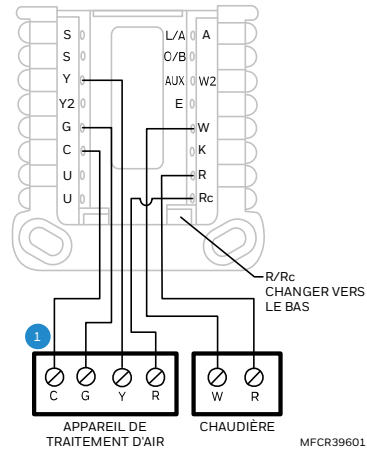 S L/A A
S O/B
Y AUX W2
Y2 E
G W
C K
U R
U Rc
R/Rc
CHANGER VERS
LE BAS
1
C G Y R W R
APPAREIL DE
TRAITEMENT D'AIR
CHAUDIÈRE
MFCR39601